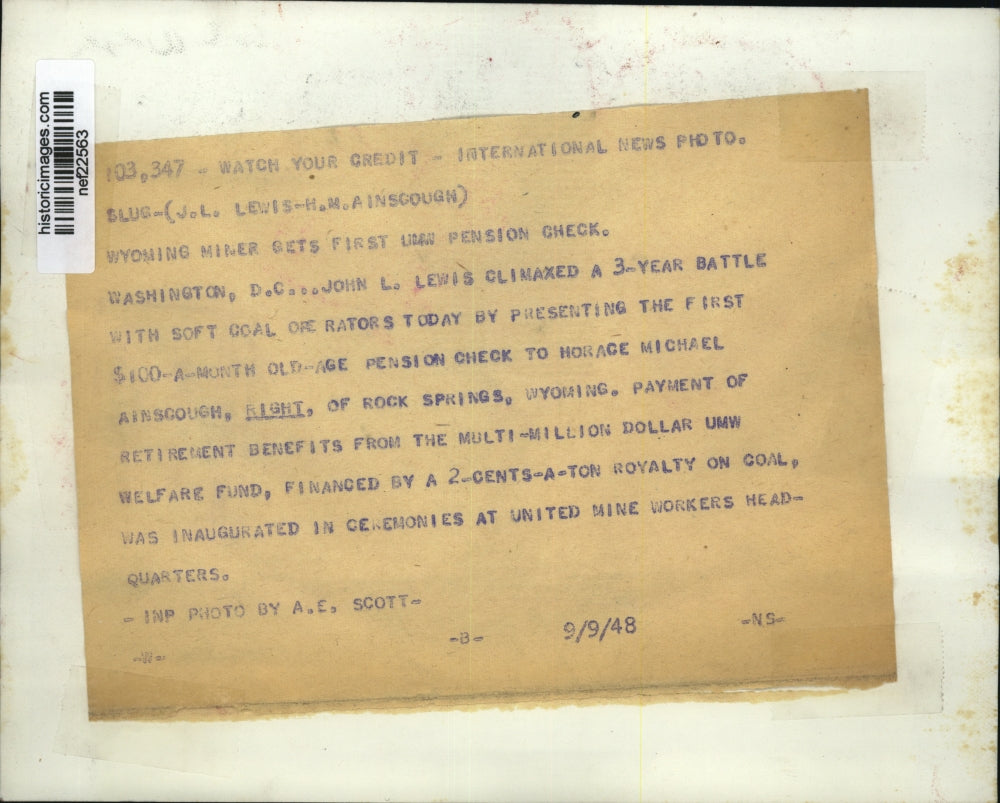 historicimages.com
nef22563
103,347 - WATCH YOUR CREDIT - INTERNATIONAL NEWS PHOTO.
SLUG-(J.L. LEWIS-H.M.AINSCOUGH)
WYOMING MINER GETS FIRST UMW PENSION CHECK.
WASHINGTON, D.C...JOHN L. LEWIS CLIMAXED A 3-YEAR BATTLE
WITH SOFT COAL OPERATORS TODAY BY PRESENTING THE FIRST
$100-A-MONTH OLD-AGE PENSION CHECK TO HORACE MICHAEL
AINSCOUGH, RIGHT, OF ROCK SPRINGS, WYOMING. PAYMENT OF
RETIREMENT BENEFITS FROM THE MULTI-MILLION DOLLAR UMW
WELFARE FUND, FINANCED BY A 2-CENTS-A-TON ROYALTY ON COAL,
WAS INAUGURATED IN CEREMONIES AT UNITED MINE WORKERS HEAD-
QUARTERS.
- INP PHOTO BY A.E. SCOTT-
-W- -B- 9/9/48 -NS-